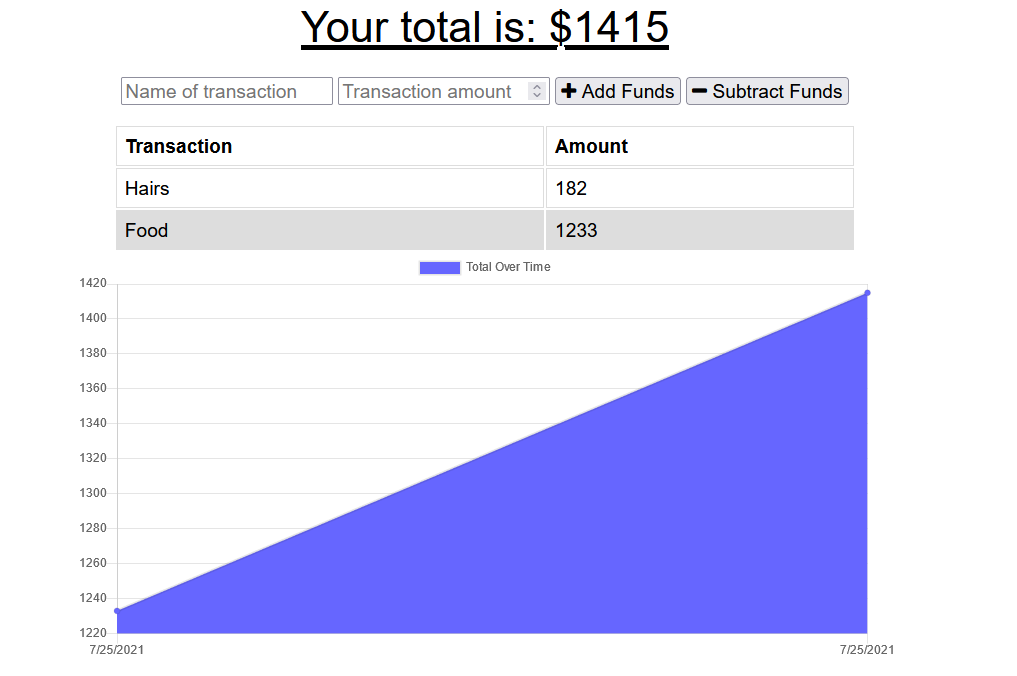 Your total is: $1415
Name of transaction Transaction amount Add Funds Subtract Funds
Transaction Amount
Hairs 182
Food 1233
Total Over Time
1420
1400
1380
1360
1340
1320
1300
1280
1260
1240
1220
7/25/2021 7/25/2021